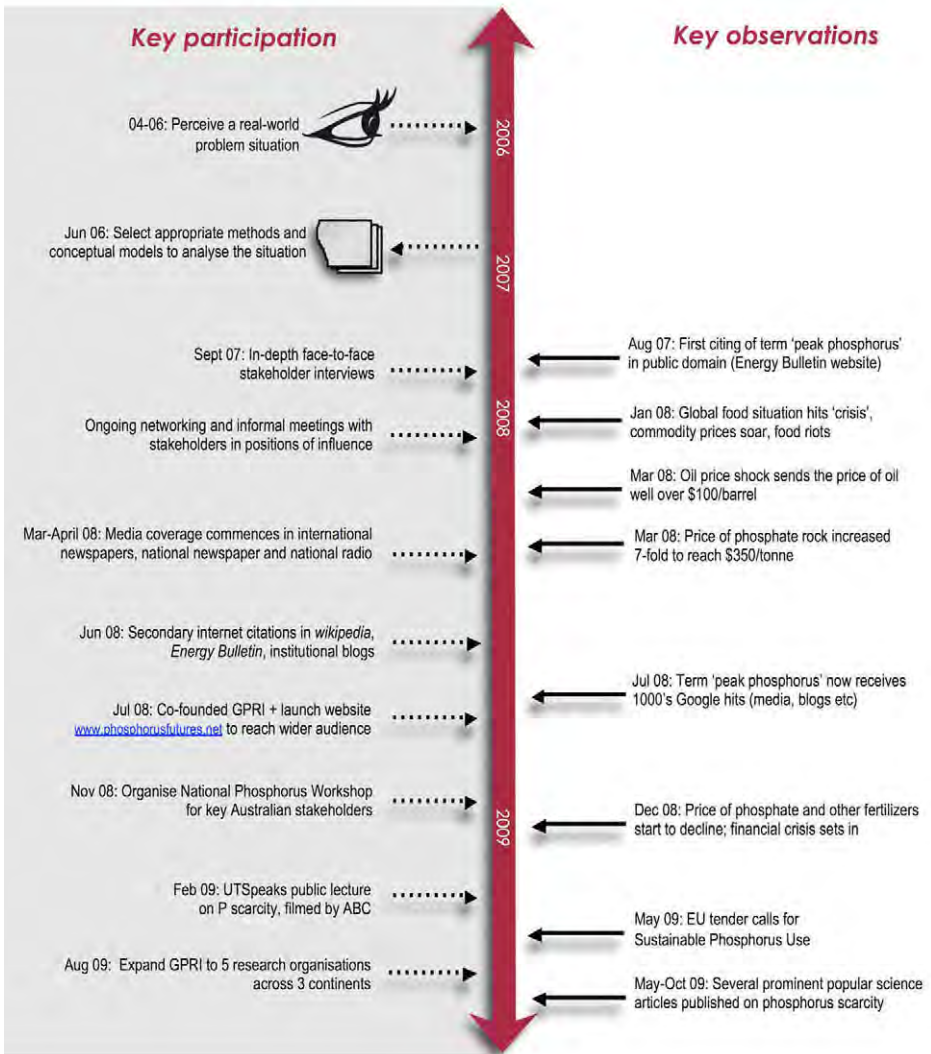 Key participation
Key observations
04-06: Perceive a real-world
problem situation
2006
Jun 06: Select appropriate methods and
conceptual models to analyse the situation
2007
Sept 07: In-depth face-to-face
stakeholder interviews
Aug 07: First citing of term ‘peak phosphorus’
in public domain (Energy Bulletin website)
2008
Ongoing networking and informal meetings with
stakeholders in positions of influence
Jan 08: Global food situation hits ‘crisis’,
commodity prices soar, food riots
Mar 08: Oil price shock sends the price of oil
well over $100/barrel
Mar-April 08: Media coverage commences in international
newspapers, national newspaper and national radio
Mar 08: Price of phosphate rock increased
7-fold to reach $350/tonne
Jun 08: Secondary internet citations in wikipedia,
Energy Bulletin, institutional blogs
Jul 08: Term ‘peak phosphorus’ now receives
1000’s Google hits (media, blogs etc)
Jul 08: Co-founded GPRI + launch website
www.phosphorusfutures.net to reach wider audience
Nov 08: Organise National Phosphorus Workshop
for key Australian stakeholders
2009
Dec 08: Price of phosphate and other fertilizers
start to decline; financial crisis sets in
Feb 09: UTSpeaks public lecture
on P scarcity, filmed by ABC
May 09: EU tender calls for
Sustainable Phosphorus Use
Aug 09: Expand GPRI to 5 research organisations
across 3 continents
May-Oct 09: Several prominent popular science
articles published on phosphorus scarcity